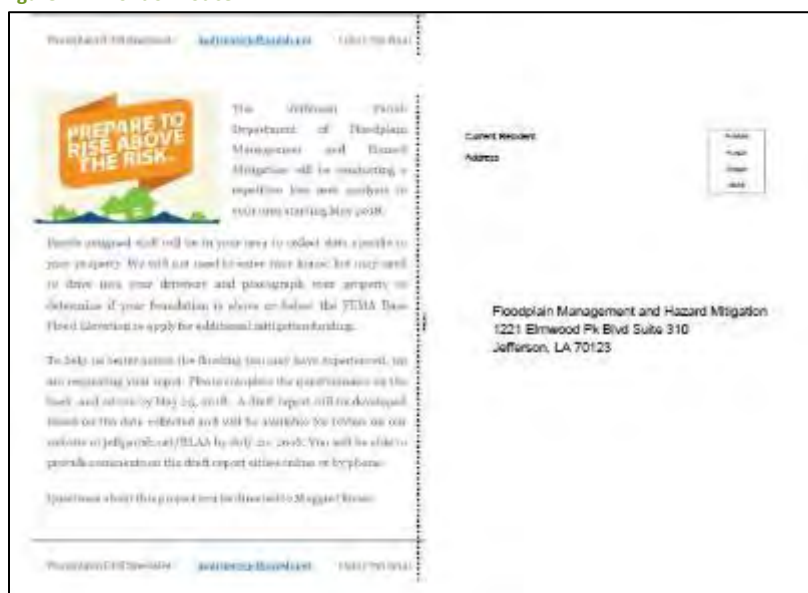 PREPARE TO
RISE ABOVE
THE RISK.
The Jefferson Parish
Department of Floodplain
Management and Hazard
Mitigation will be conducting a
repetitive loss area analysis in
your area starting May 2018.
Parish assigned staff will be in your area to collect data specific to
your property. We will not need to enter your house, but may need
to drive into your driveway and photograph your property to
determine if your foundation is above or below the FEMA Base
Flood Elevation to apply for additional mitigation funding.
To help us better understand the flooding you may have experienced, we
are requesting your input. Please complete the questionnaire on the
back and return by May 25, 2018. A draft report will be developed
based on the data collected and will be available for review on our
website at by July 20, 2018. You will be able to
provide comments on the draft report either online or by phone.
Questions about this project can be directed to Maggie
Current Resident
Address
Floodplain Management and Hazard Mitigation
1221 Elmwood Pk Blvd Suite 310
Jefferson, LA 70123